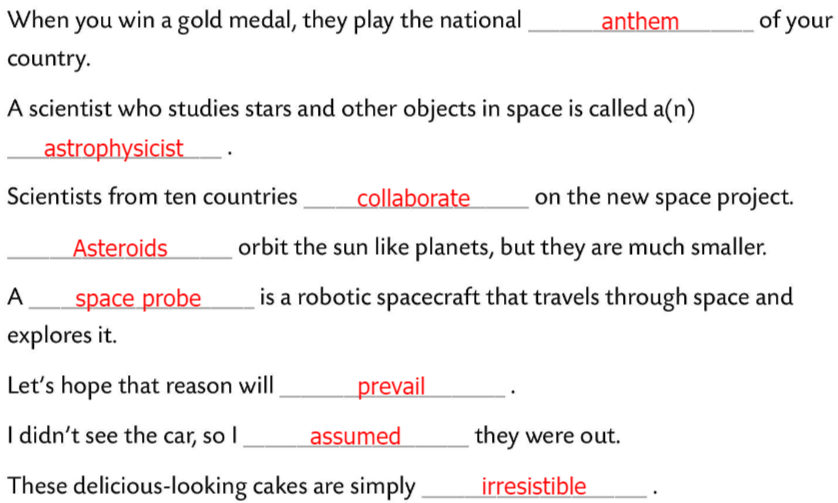 When you win a gold medal, they play the national anthem of your
country.
A scientist who studies stars and other objects in space is called a(n)
astrophysicist .
Scientists from ten countries collaborate on the new space project.
Asteroids orbit the sun like planets, but they are much smaller.
A space probe is a robotic spacecraft that travels through space and
explores it.
Let's hope that reason will prevail .
I didn't see the car, so I assumed they were out.
These delicious-looking cakes are simply irresistible .